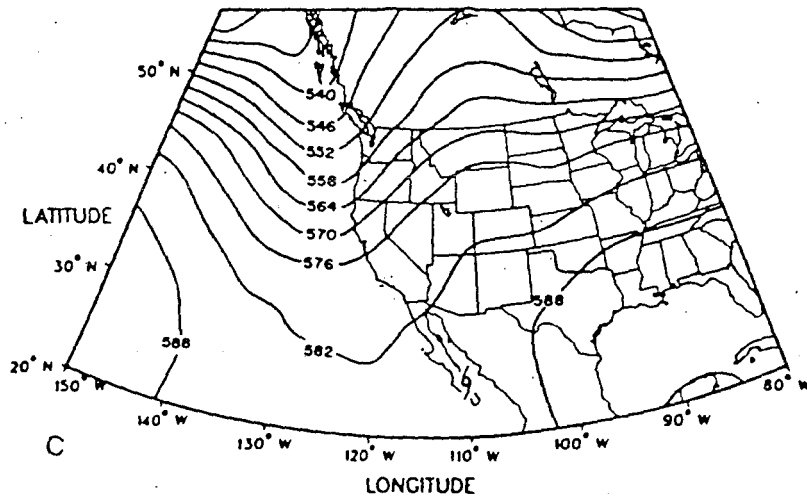 50° N
540
546
552
558
40° N
564
LATITUDE
570
576
30° N
588
588
582
20° N
150° W
80° W
140° W
90° W
130° W
100° W
120° W
110° W
C
LONGITUDE